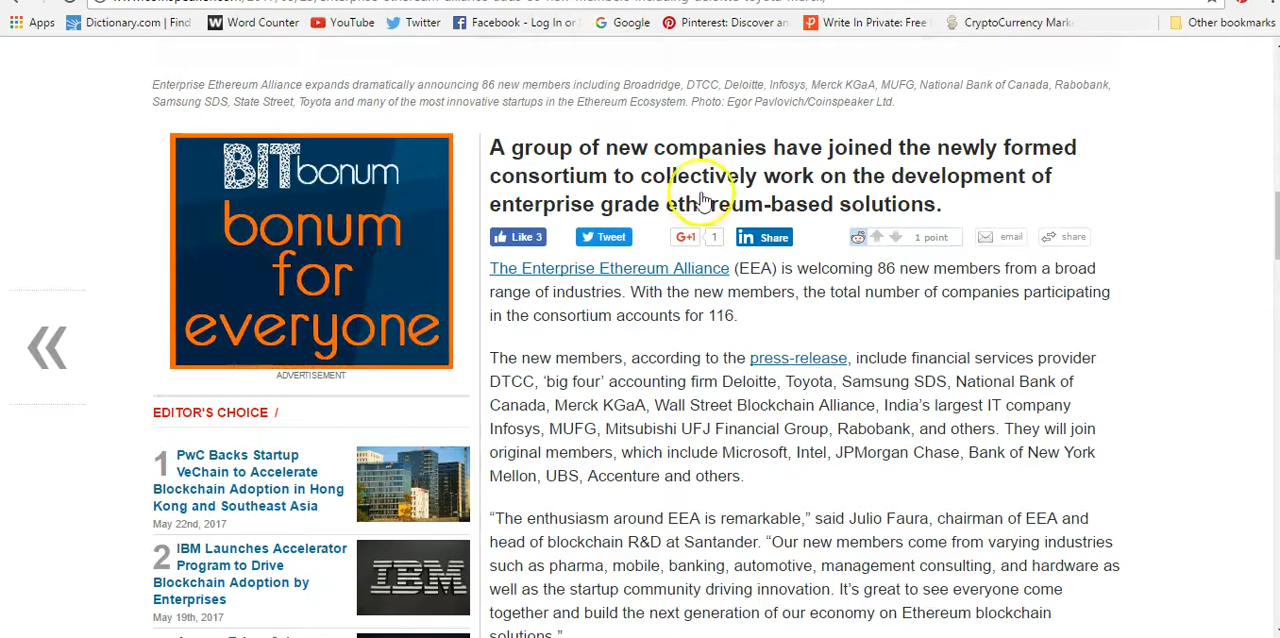 Apps Dictionary.com | Find Word Counter YouTube Twitter Facebook - Log In or Google Pinterest: Discover an Write In Private: Free CryptoCurrency Mark Other bookmarks
Enterprise Ethereum Alliance expands dramatically announcing 86 new members including Broadridge, DTCC, Deloitte, Infosys, Merck KGaA, MUFG, National Bank of Canada, Rabobank,
Samsung SDS, State Street, Toyota and many of the most innovative startups in the Ethereum Ecosystem. Photo: Egor Pavlovich/Coinspeaker Ltd.
BITbonum
bonum
for
everyone
ADVERTISEMENT
EDITOR'S CHOICE /
1 PwC Backs Startup
VeChain to Accelerate
Blockchain Adoption in Hong
Kong and Southeast Asia
May 22nd, 2017
2 IBM Launches Accelerator
Program to Drive
Blockchain Adoption by
Enterprises
May 19th, 2017
IBM
A group of new companies have joined the newly formed
consortium to collectively work on the development of
enterprise grade ethereum-based solutions.
Like 3 Tweet G+1 1 in Share 1 point email share
The Enterprise Ethereum Alliance (EEA) is welcoming 86 new members from a broad
range of industries. With the new members, the total number of companies participating
in the consortium accounts for 116.
The new members, according to the press-release, include financial services provider
DTCC, ‘big four’ accounting firm Deloitte, Toyota, Samsung SDS, National Bank of
Canada, Merck KGaA, Wall Street Blockchain Alliance, India’s largest IT company
Infosys, MUFG, Mitsubishi UFJ Financial Group, Rabobank, and others. They will join
original members, which include Microsoft, Intel, JPMorgan Chase, Bank of New York
Mellon, UBS, Accenture and others.
“The enthusiasm around EEA is remarkable,” said Julio Faura, chairman of EEA and
head of blockchain R&D at Santander. “Our new members come from varying industries
such as pharma, mobile, banking, automotive, management consulting, and hardware as
well as the startup community driving innovation. It’s great to see everyone come
together and build the next generation of our economy on Ethereum blockchain
solutions.”